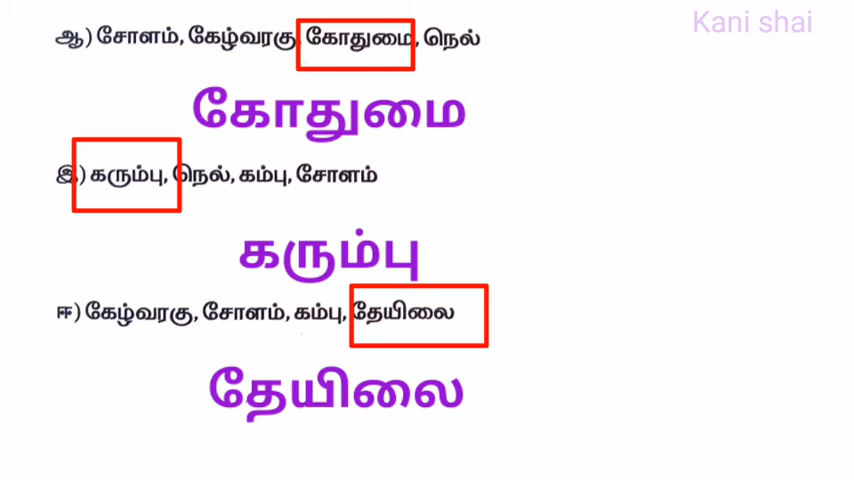 Kani shai
ஆ) சோளம், கேழ்வரகு, கோதுமை, நெல்
கோதுமை
இ) கரும்பு, நெல், கம்பு, சோளம்
கரும்பு
ஈ) கேழ்வரகு, சோளம், கம்பு, தேயிலை
தேயிலை